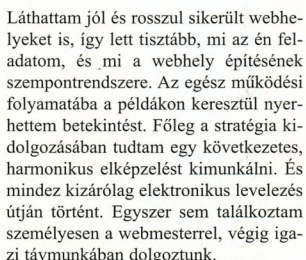 Láthattam jól és rosszul sikerült webhe-
lyeket is, így lett tisztább, mi az én fel-
adatom, és mi a webhely építésének
szempontrendszere. Az egész működési
folyamatába a példákon keresztül nyer-
hettem betekintést. Főleg a stratégia ki-
dolgozásában tudtam egy következetes,
harmonikus elképzelést kimunkálni. És
mindez kizárólag elektronikus levelezés
útján történt. Egyszer sem találkoztam
személyesen a webmesterrel, végig iga-
zi távmunkában dolgoztunk.